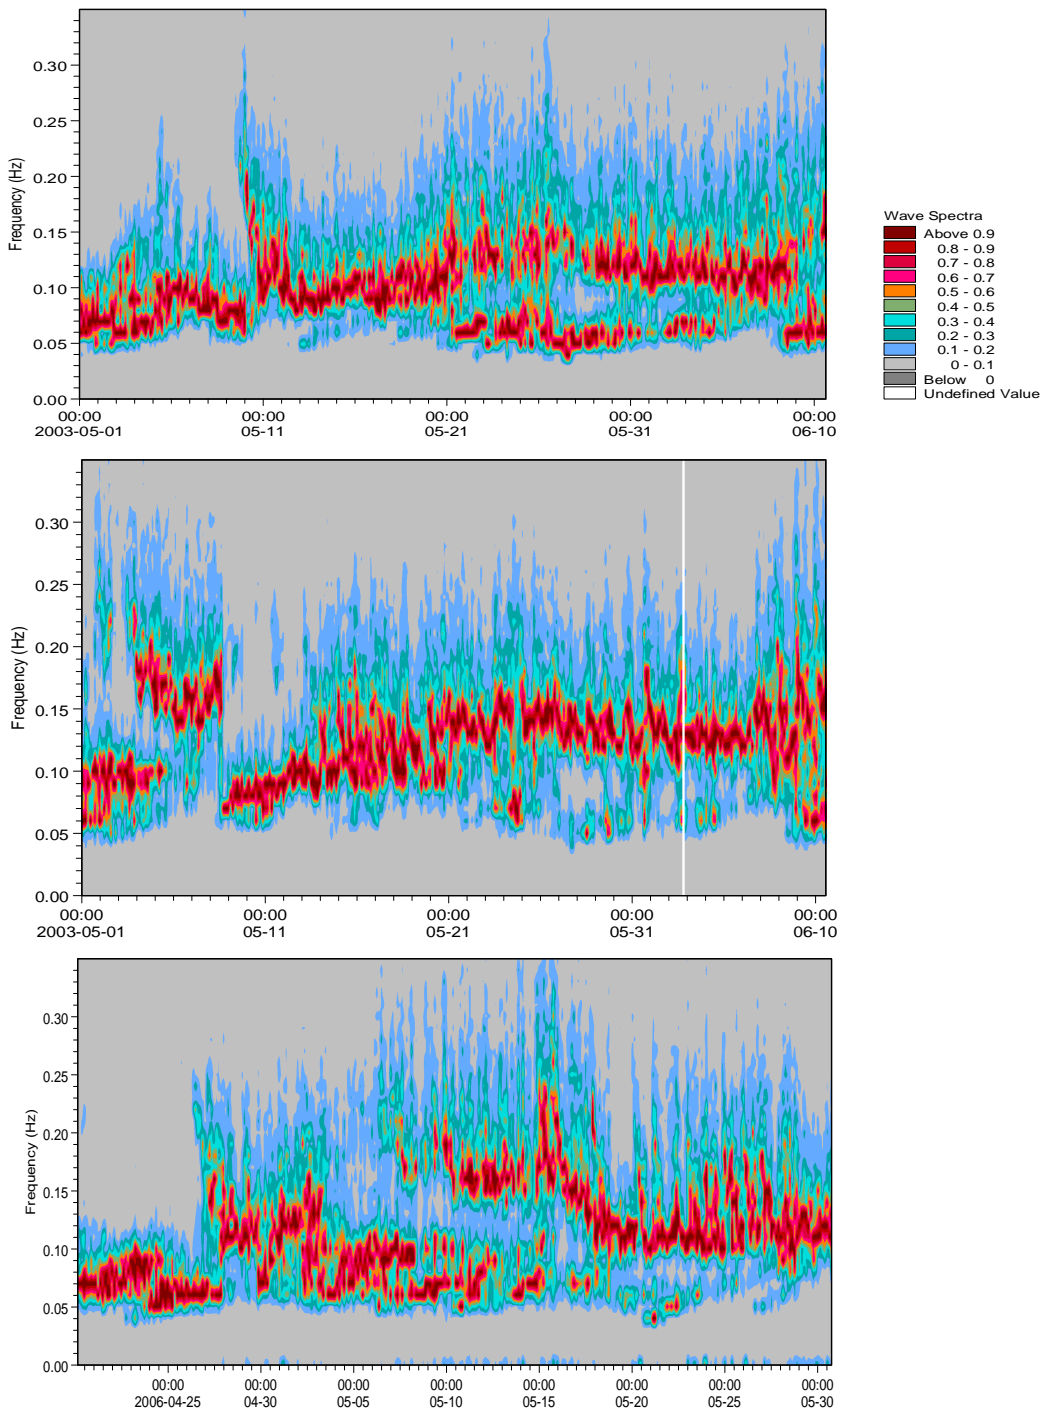 0.30
0.25
0.20
0.15
0.10
0.05
0.00
Frequency (Hz)
00:00 00:00 00:00 00:00 00:00
2003-05-01 05-11 05-21 05-31 06-10
Wave Spectra
Above 0.9
0.8 - 0.9
0.7 - 0.8
0.6 - 0.7
0.5 - 0.6
0.4 - 0.5
0.3 - 0.4
0.2 - 0.3
0.1 - 0.2
0 - 0.1
Below 0
Undefined Value
0.30
0.25
0.20
0.15
0.10
0.05
0.00
Frequency (Hz)
00:00 00:00 00:00 00:00 00:00
2003-05-01 05-11 05-21 05-31 06-10
0.30
0.25
0.20
0.15
0.10
0.05
0.00
Frequency (Hz)
00:00 00:00 00:00 00:00 00:00 00:00 00:00 00:00
2006-04-25 04-30 05-05 05-10 05-15 05-20 05-25 05-30